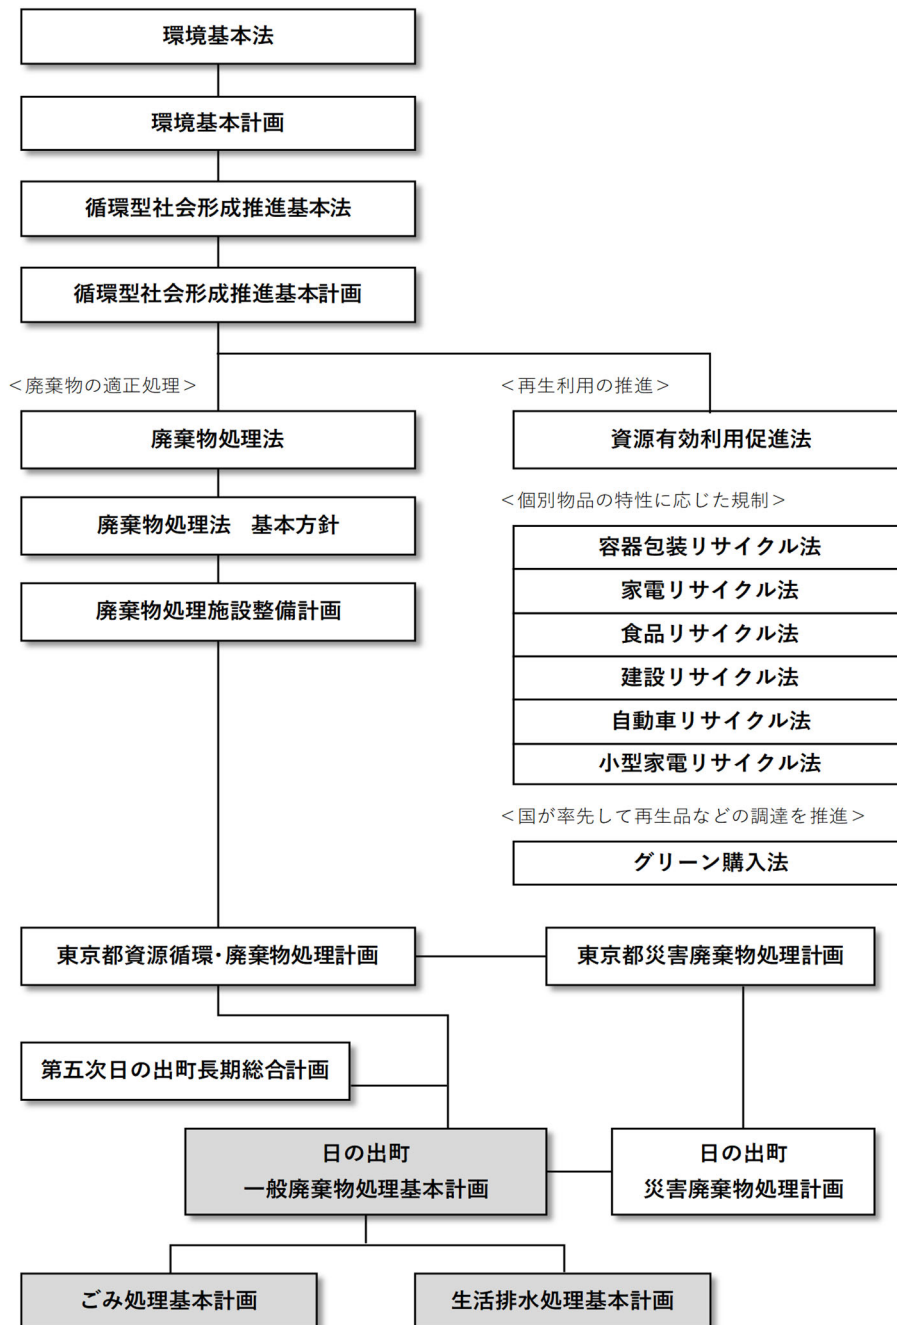 環境基本法
環境基本計画
循環型社会形成推進基本法
循環型社会形成推進基本計画
＜廃棄物の適正処理＞
廃棄物処理法
廃棄物処理法　基本方針
廃棄物処理施設整備計画
＜再生利用の推進＞
資源有効利用促進法
＜個別物品の特性に応じた規制＞
容器包装リサイクル法
家電リサイクル法
食品リサイクル法
建設リサイクル法
自動車リサイクル法
小型家電リサイクル法
＜国が率先して再生品などの調達を推進＞
グリーン購入法
東京都資源循環・廃棄物処理計画
東京都災害廃棄物処理計画
第五次日の出町長期総合計画
日の出町
一般廃棄物処理基本計画
日の出町
災害廃棄物処理計画
ごみ処理基本計画
生活排水処理基本計画